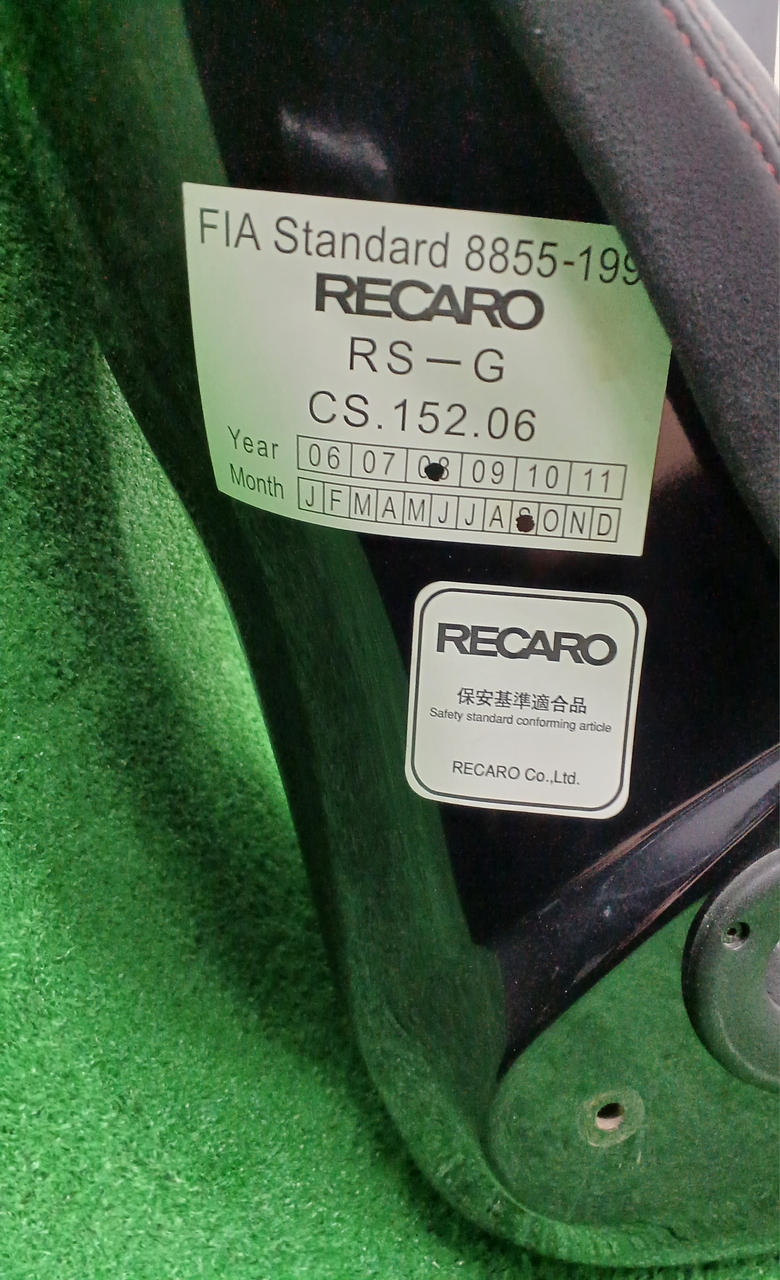 FIA Standard 8855-199
RECARO
RS－G
CS.152.06
Year 06 07 08 09 10 11
Month J F M A M J J A S O N D
RECARO
保安基準適合品
Safety standard conforming article
RECARO Co.,Ltd.